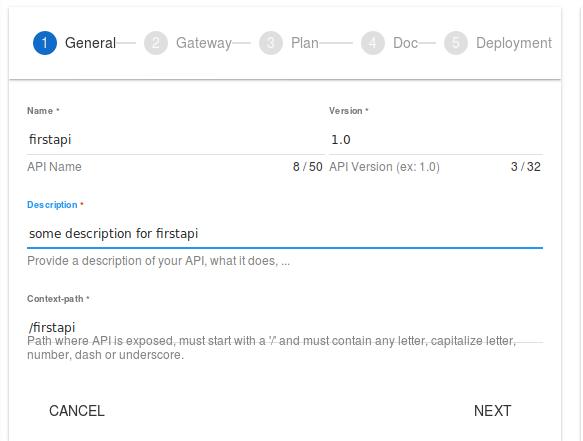 1 General 2 Gateway 3 Plan 4 Doc 5 Deployment
Name * Version *
firstapi 1.0
API Name 8 / 50 API Version (ex: 1.0) 3 / 32
Description *
some description for firstapi
Provide a description of your API, what it does, ...
Context-path *
/firstapi
Path where API is exposed, must start with a '/' and must contain any letter, capitalize letter,
number, dash or underscore.
CANCEL NEXT